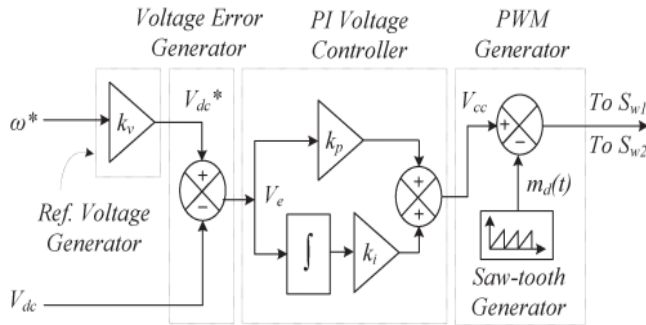 Voltage Error
Generator
PI Voltage
Controller
PWM
Generator
ω*
k_v
V_dc*
+
−
V_e
k_p
∫
k_i
+
+
V_cc
+
−
To S_w1
To S_w2
m_d(t)
Ref. Voltage
Generator
V_dc
Saw-tooth
Generator